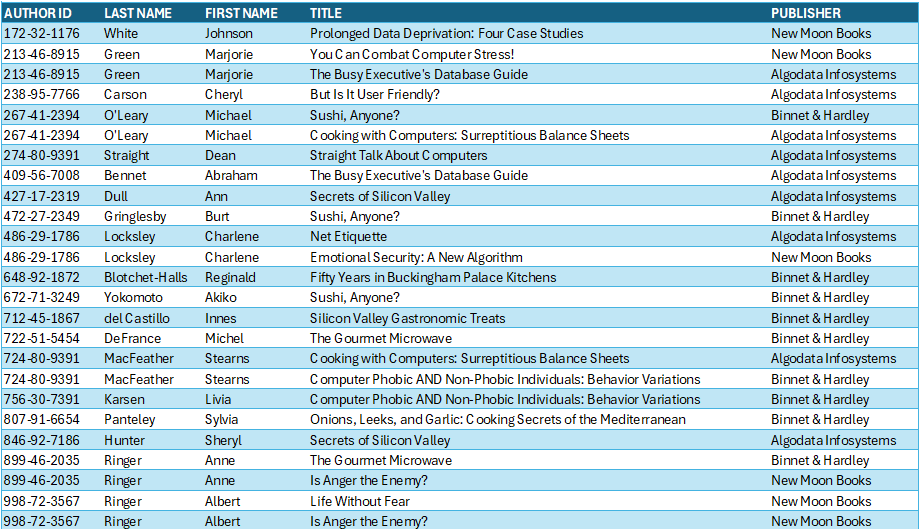 AUTHOR ID LAST NAME FIRST NAME TITLE PUBLISHER
172-32-1176 White Johnson Prolonged Data Deprivation: Four Case Studies New Moon Books
213-46-8915 Green Marjorie You Can Combat Computer Stress! New Moon Books
213-46-8915 Green Marjorie The Busy Executive's Database Guide Algodata Infosystems
238-95-7766 Carson Cheryl But Is It User Friendly? Algodata Infosystems
267-41-2394 O'Leary Michael Sushi, Anyone? Binnet & Hardley
267-41-2394 O'Leary Michael Cooking with Computers: Surreptitious Balance Sheets Algodata Infosystems
274-80-9391 Straight Dean Straight Talk About Computers Algodata Infosystems
409-56-7008 Bennet Abraham The Busy Executive's Database Guide Algodata Infosystems
427-17-2319 Dull Ann Secrets of Silicon Valley Algodata Infosystems
472-27-2349 Gringlesby Burt Sushi, Anyone? Binnet & Hardley
486-29-1786 Locksley Charlene Net Etiquette Algodata Infosystems
486-29-1786 Locksley Charlene Emotional Security: A New Algorithm New Moon Books
648-92-1872 Blotchet-Halls Reginald Fifty Years in Buckingham Palace Kitchens Binnet & Hardley
672-71-3249 Yokomoto Akiko Sushi, Anyone? Binnet & Hardley
712-45-1867 del Castillo Innes Silicon Valley Gastronomic Treats Binnet & Hardley
722-51-5454 DeFrance Michel The Gourmet Microwave Binnet & Hardley
724-80-9391 MacFeather Stearns Cooking with Computers: Surreptitious Balance Sheets Algodata Infosystems
724-80-9391 MacFeather Stearns Computer Phobic AND Non-Phobic Individuals: Behavior Variations Binnet & Hardley
756-30-7391 Karsen Livia Computer Phobic AND Non-Phobic Individuals: Behavior Variations Binnet & Hardley
807-91-6654 Panteley Sylvia Onions, Leeks, and Garlic: Cooking Secrets of the Mediterranean Binnet & Hardley
846-92-7186 Hunter Sheryl Secrets of Silicon Valley Algodata Infosystems
899-46-2035 Ringer Anne The Gourmet Microwave Binnet & Hardley
899-46-2035 Ringer Anne Is Anger the Enemy? New Moon Books
998-72-3567 Ringer Albert Life Without Fear New Moon Books
998-72-3567 Ringer Albert Is Anger the Enemy? New Moon Books